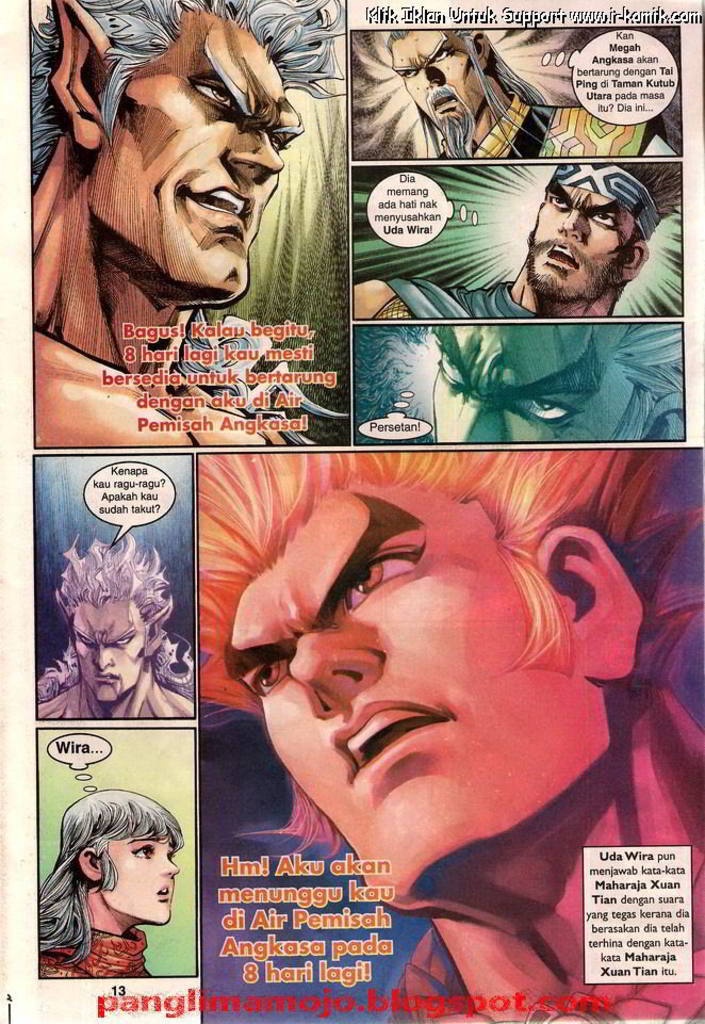 Klik Iklan Untuk Support www.ir-komik.com
Bagus! Kalau begitu,
8 hari lagi kau mesti
bersedia untuk bertarung
dengan aku di Air
Pemisah Angkasa!
Kan
Megah
Angkasa akan
bertarung dengan Tai
Ping di Taman Kutub
Utara pada masa
itu? Dia ini...
Dia
memang
ada hati nak
menyusahkan
Uda Wira!
Persetan!
Kenapa
kau ragu-ragu?
Apakah kau
sudah takut?
Wira...
Hm! Aku akan
menunggu kau
di Air Pemisah
Angkasa pada
8 hari lagi!
Uda Wira pun
menjawab kata-kata
Maharaja Xuan
Tian dengan suara
yang tegas kerana dia
berasakan dia telah
terhina dengan kata-
kata Maharaja
Xuan Tian itu.
13
panglimamojo.blogspot.com